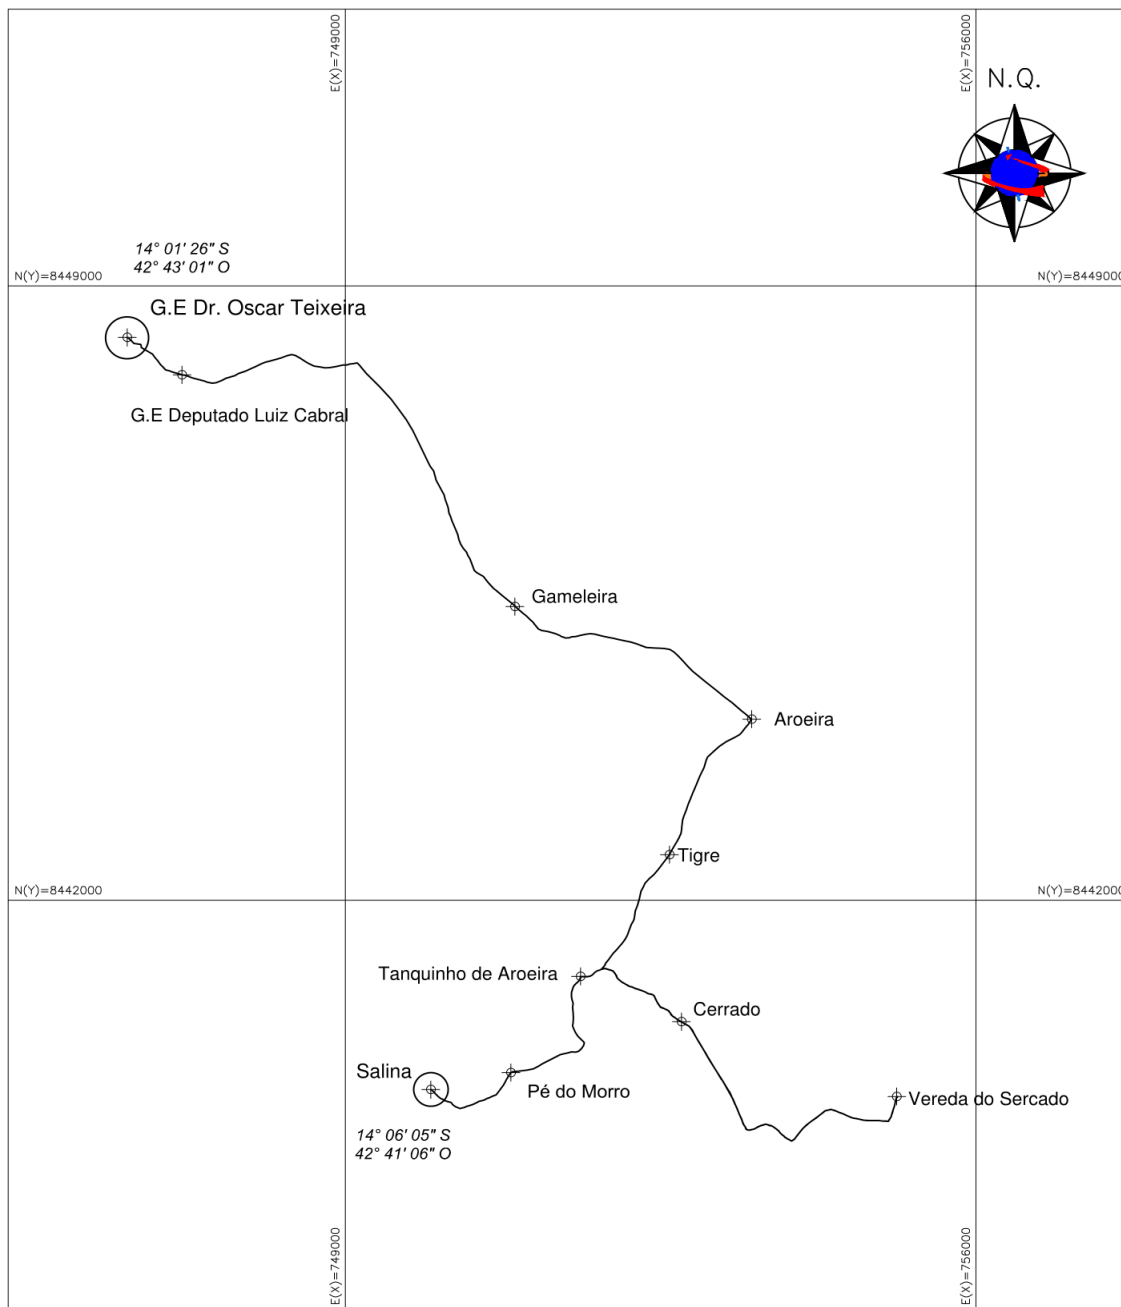 E(X)=749000
E(X)=756000
N.Q.
14° 01' 26" S
42° 43' 01" O
N(Y)=8449000
N(Y)=8449000
G.E Dr. Oscar Teixeira
G.E Deputado Luiz Cabral
Gameleira
Aroeira
Tigre
N(Y)=8442000
N(Y)=8442000
Tanquinho de Aroeira
Cerrado
Salina
Pé do Morro
Vereda do Sercado
14° 06' 05" S
42° 41' 06" O
E(X)=749000
E(X)=756000